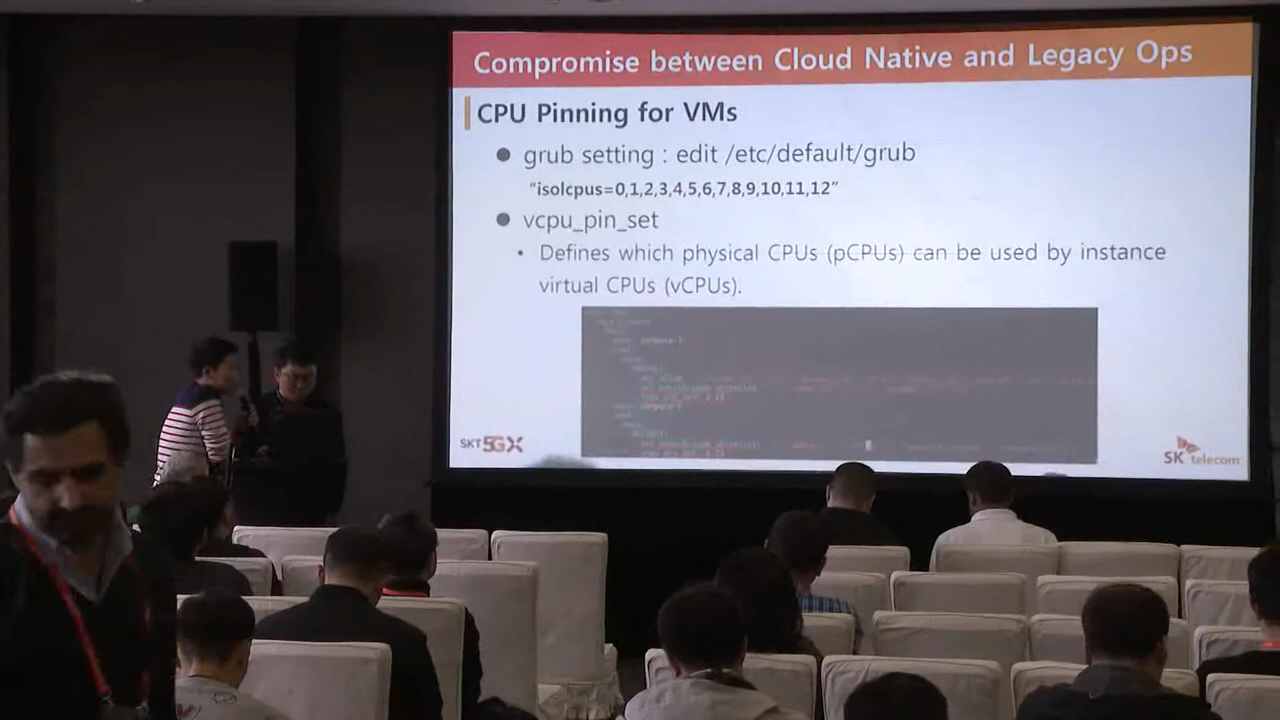 Compromise between Cloud Native and Legacy Ops
CPU Pinning for VMs
grub setting : edit /etc/default/grub
"isolcpus=0,1,2,3,4,5,6,7,8,9,10,11,12"
vcpu_pin_set
Defines which physical CPUs (pCPUs) can be used by instance
virtual CPUs (vCPUs).
SKT 5GX
SK telecom